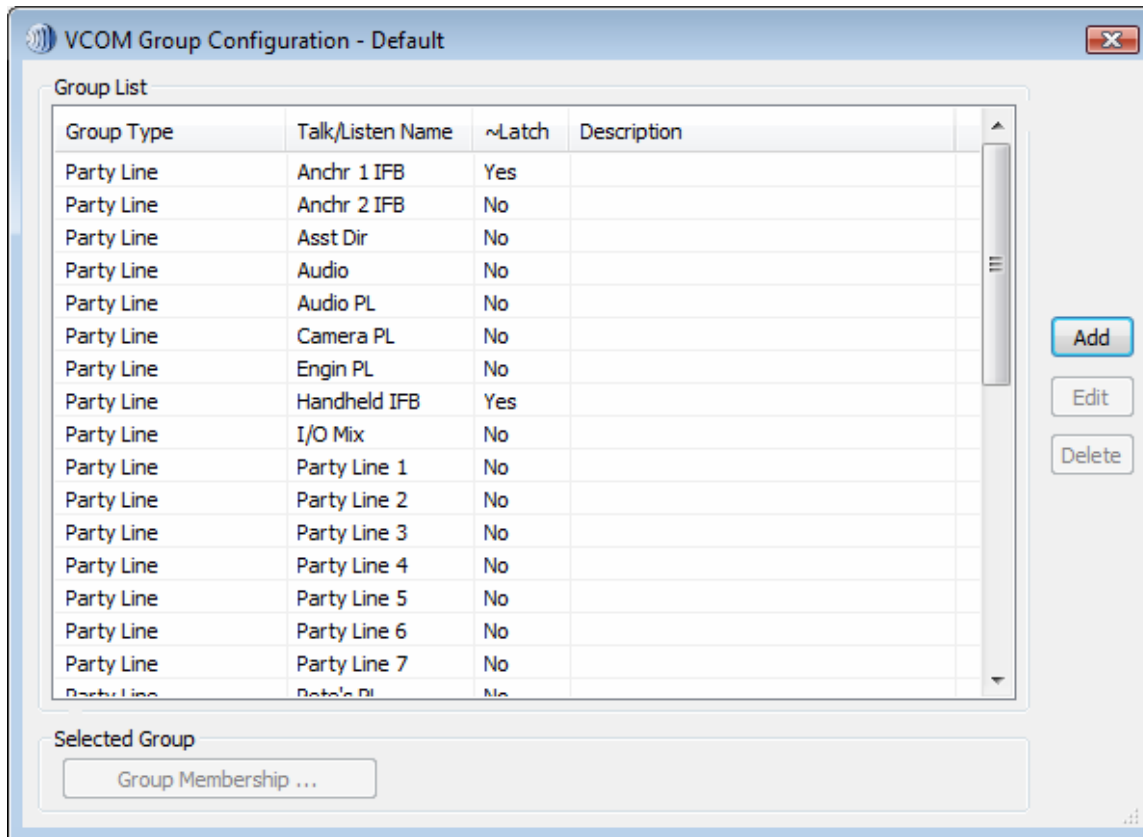 VCOM Group Configuration - Default
Group List
Group Type Talk/Listen Name ~Latch Description
Party Line Anchr 1 IFB Yes
Party Line Anchr 2 IFB No
Party Line Asst Dir No
Party Line Audio No
Party Line Audio PL No
Party Line Camera PL No
Party Line Engin PL No
Party Line Handheld IFB Yes
Party Line I/O Mix No
Party Line Party Line 1 No
Party Line Party Line 2 No
Party Line Party Line 3 No
Party Line Party Line 4 No
Party Line Party Line 5 No
Party Line Party Line 6 No
Party Line Party Line 7 No
Party Line Pete's PL No
Add
Edit
Delete
Selected Group
Group Membership ...